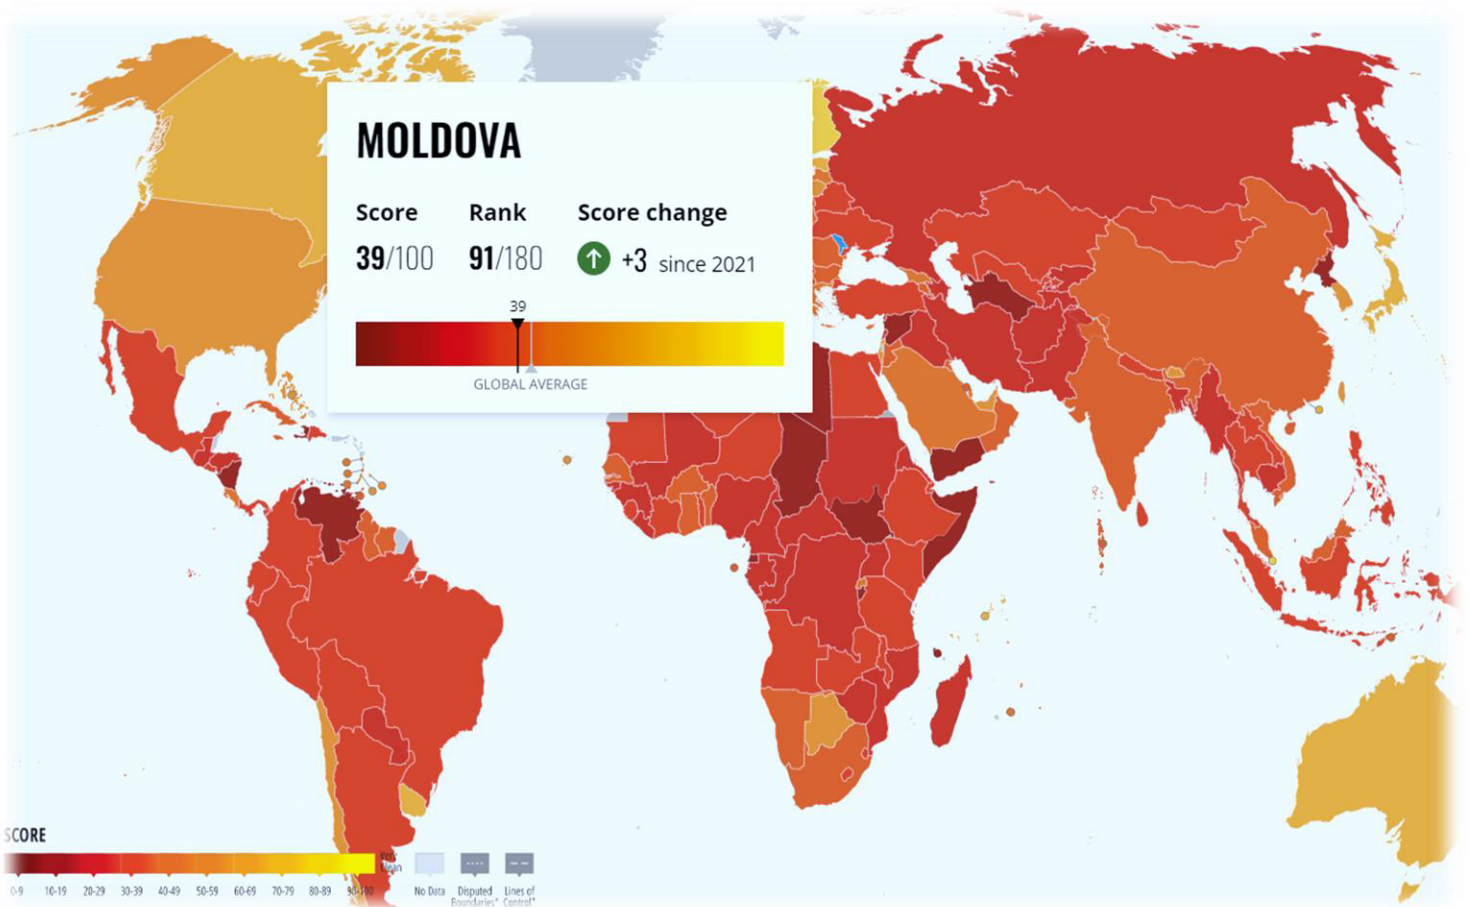 MOLDOVA
Score Rank Score change
39/100 91/180 +3 since 2021
39
GLOBAL AVERAGE
SCORE
Very
Clean
0-9 10-19 20-29 30-39 40-49 50-59 60-69 70-79 80-89 90-100 No Data Disputed Lines of
Boundaries* Control*